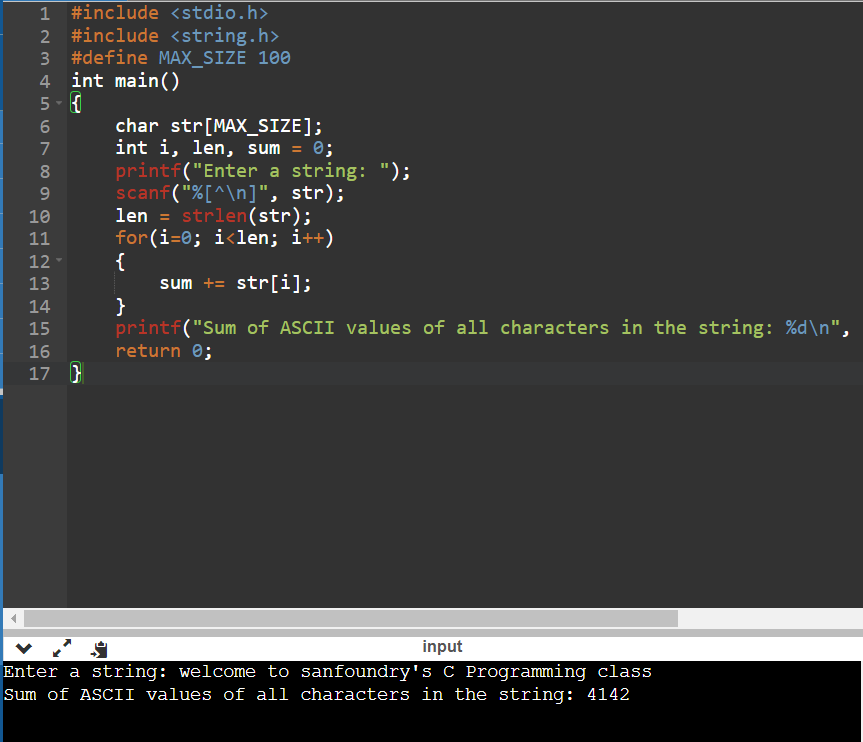 1 #include <stdio.h>
2 #include <string.h>
3 #define MAX_SIZE 100
4 int main()
5 {
6     char str[MAX_SIZE];
7     int i, len, sum = 0;
8     printf("Enter a string: ");
9     scanf("%[^\n]", str);
10     len = strlen(str);
11     for(i=0; i<len; i++)
12     {
13         sum += str[i];
14     }
15     printf("Sum of ASCII values of all characters in the string: %d\n",
16     return 0;
17 }
input
Enter a string: welcome to sanfoundry's C Programming class
Sum of ASCII values of all characters in the string: 4142